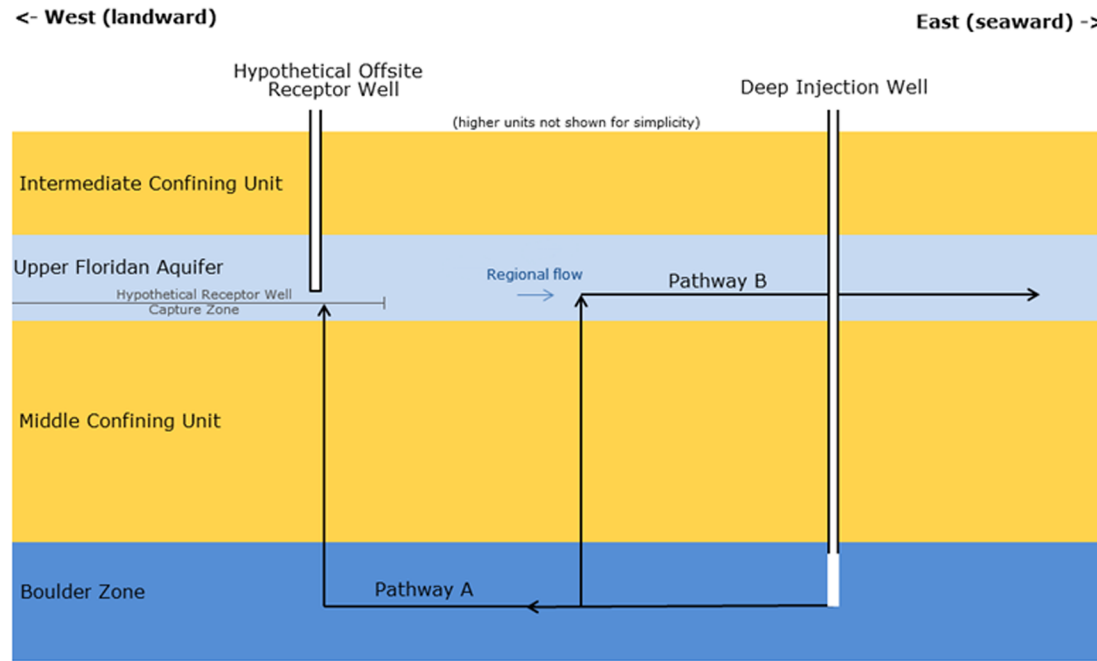 <- West (landward)
East (seaward) ->
Hypothetical Offsite
Receptor Well
Deep Injection Well
(higher units not shown for simplicity)
Intermediate Confining Unit
Upper Floridan Aquifer
Regional flow
Pathway B
Hypothetical Receptor Well
Capture Zone
Middle Confining Unit
Pathway A
Boulder Zone